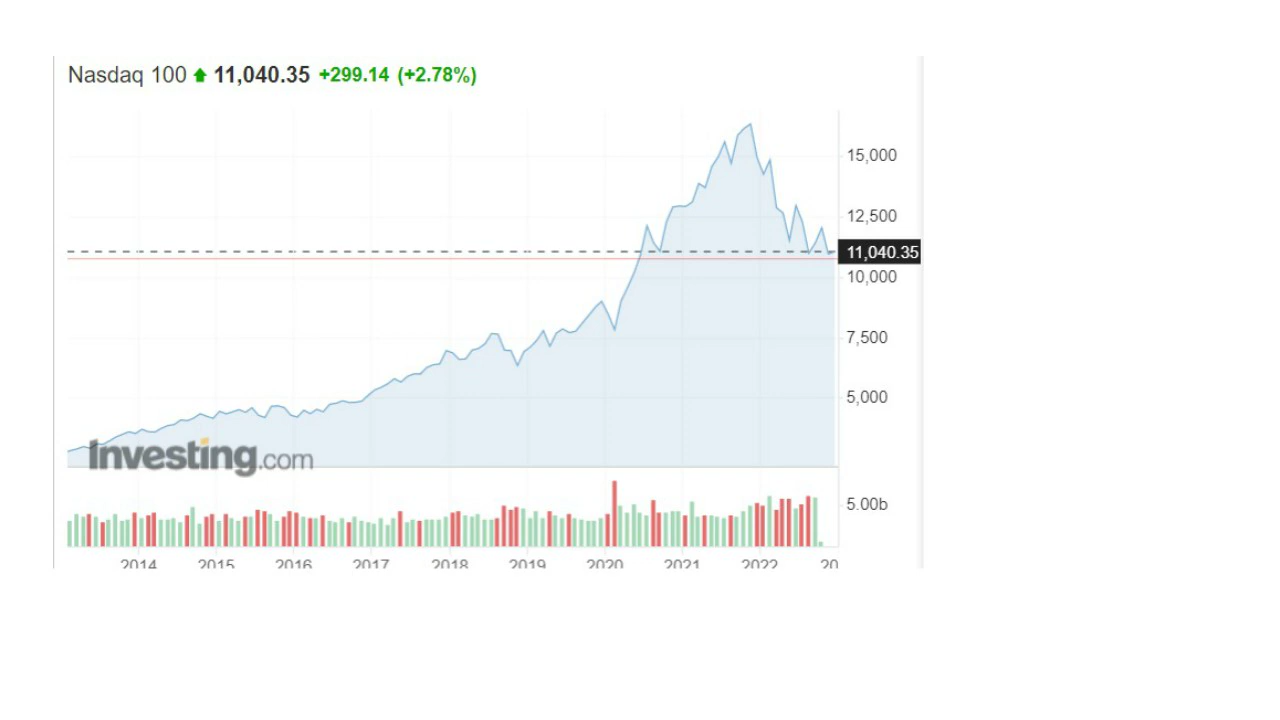 Nasdaq 100 11,040.35 +299.14 (+2.78%)
15,000
12,500
11,040.35
10,000
7,500
5,000
Investing.com
5.00b
2014 2015 2016 2017 2018 2019 2020 2021 2022 20